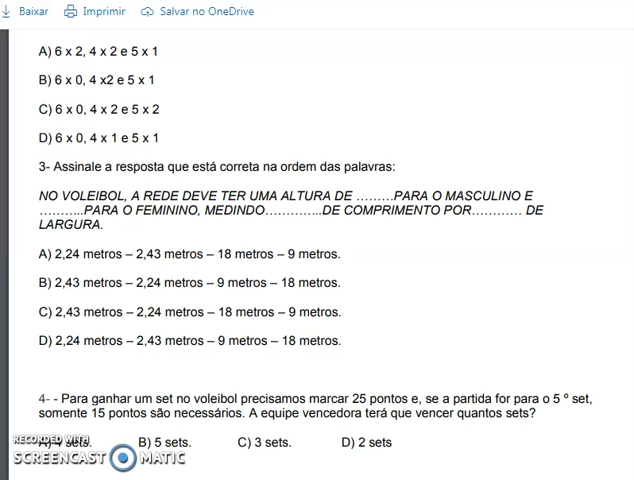 Baixar Imprimir Salvar no OneDrive
A) 6 x 2, 4 x 2 e 5 x 1
B) 6 x 0, 4 x2 e 5 x 1
C) 6 x 0, 4 x 2 e 5 x 2
D) 6 x 0, 4 x 1 e 5 x 1
3- Assinale a resposta que está correta na ordem das palavras:
NO VOLEIBOL, A REDE DEVE TER UMA ALTURA DE .........PARA O MASCULINO E
...........PARA O FEMININO, MEDINDO..............DE COMPRIMENTO POR............ DE
LARGURA.
A) 2,24 metros – 2,43 metros – 18 metros – 9 metros.
B) 2,43 metros – 2,24 metros – 9 metros – 18 metros.
C) 2,43 metros – 2,24 metros – 18 metros – 9 metros.
D) 2,24 metros – 2,43 metros – 9 metros – 18 metros.
4- - Para ganhar um set no voleibol precisamos marcar 25 pontos e, se a partida for para o 5 º set,
somente 15 pontos são necessários. A equipe vencedora terá que vencer quantos sets?
A) 4 sets. B) 5 sets. C) 3 sets. D) 2 sets
RECORDED WITH
SCREENCAST MATIC